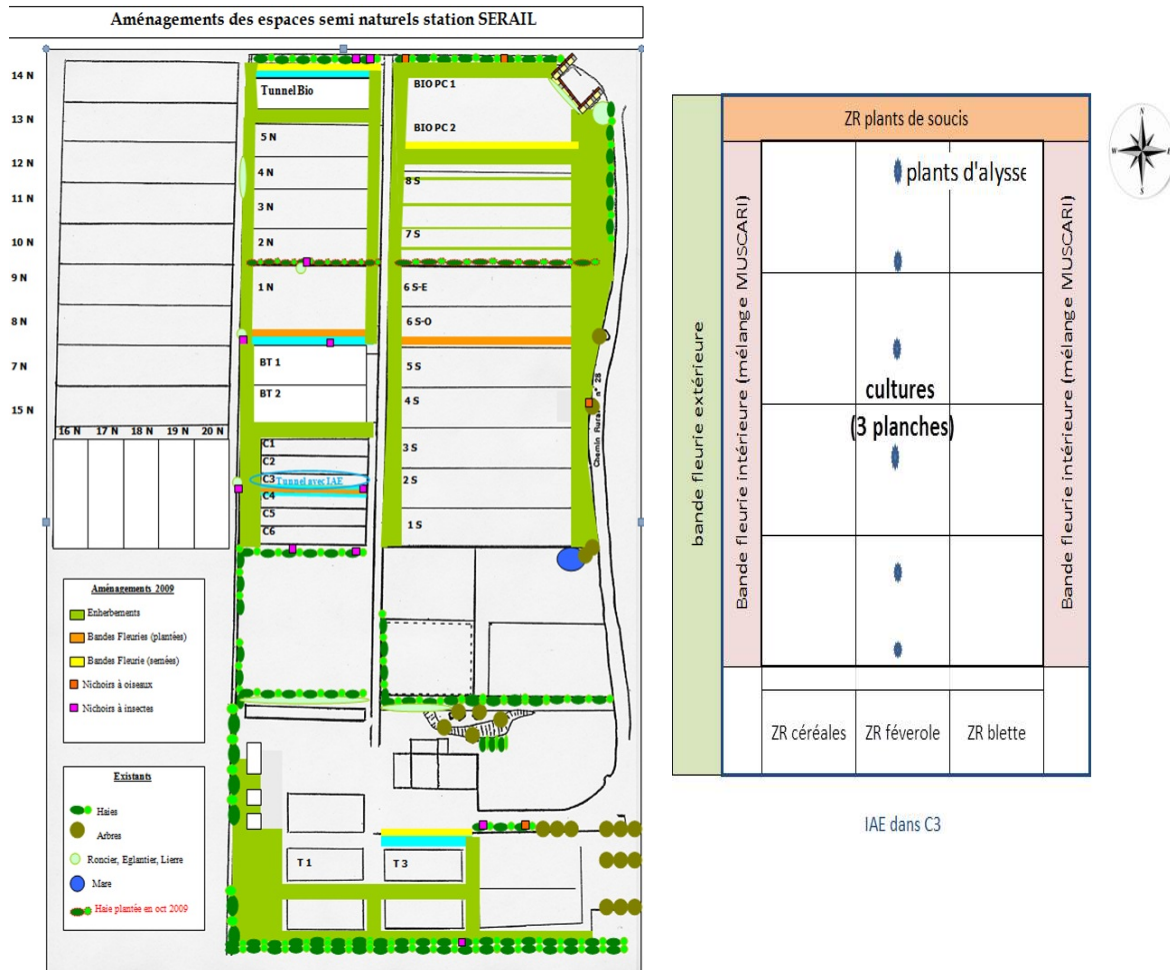 Aménagements des espaces semi naturels station SERAIL
14 N
13 N
12 N
11 N
10 N
9 N
8 N
7 N
15 N
16 N 17 N 18 N 19 N 20 N
Tunnel Bio
5 N
4 N
3 N
2 N
1 N
BT 1
BT 2
C1
C2
C3 Tunnel avec IAE
C4
C5
C6
BIO PC 1
BIO PC 2
8 S
7 S
6 S-E
6 S-O
5 S
4 S
3 S
2 S
1 S
Chemin Rural n° 28
T 1
T 3
Aménagements 2009
Enherbements
Bandes Fleuries (plantées)
Bandes Fleurie (semées)
Nichoirs à oiseaux
Nichoirs à insectes
Existants
Haies
Arbres
Roncier, Eglantier, Lierre
Mare
Haie plantée en oct 2009
ZR plants de soucis
N
W E
S
bande fleurie extérieure
Bande fleurie intérieure (mélange MUSCARI)
plants d'alysse
cultures
(3 planches)
Bande fleurie intérieure (mélange MUSCARI)
ZR céréales
ZR féverole
ZR blette
IAE dans C3